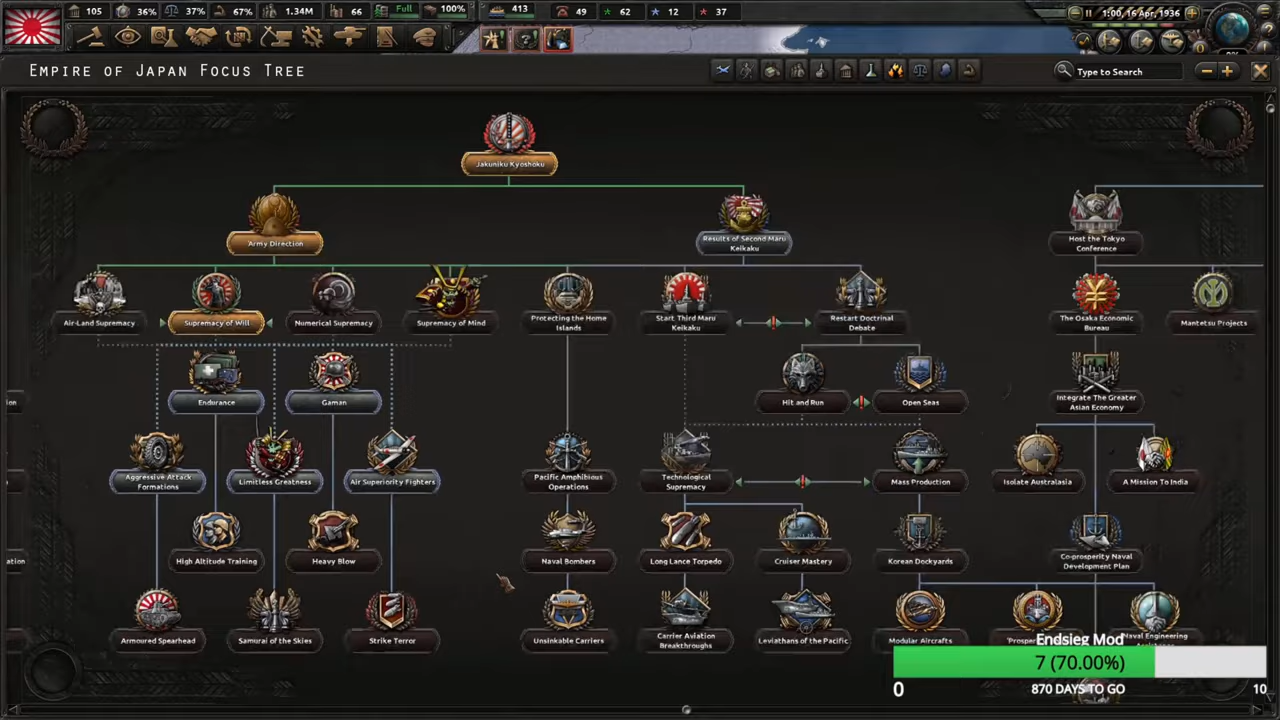 105 36% 37% 67% 1.34M 66 Full 100% 413 49 62 12 37 1:00, 16 Apr, 1936
Empire of Japan Focus Tree
Type to Search
Jakuniku Kyoshoku
Army Direction
Results of Second Maru
Keikaku
Host the Tokyo
Conference
Air-Land Supremacy
Supremacy of Will
Numerical Supremacy
Supremacy of Mind
Protecting the Home
Islands
Start Third Maru
Keikaku
Restart Doctrinal
Debate
The Osaka Economic
Bureau
Mantetsu Projects
Endurance
Gaman
Hit and Run
Open Seas
Integrate The Greater
Asian Economy
Aggressive Attack
Formations
Limitless Greatness
Air Superiority Fighters
Pacific Amphibious
Operations
Technological
Supremacy
Mass Production
Isolate Australasia
A Mission To India
High Altitude Training
Heavy Blow
Naval Bombers
Long Lance Torpedo
Cruiser Mastery
Korean Dockyards
Co-prosperity Naval
Development Plan
Armoured Spearhead
Samurai of the Skies
Strike Terror
Unsinkable Carriers
Carrier Aviation
Breakthroughs
Leviathans of the Pacific
Modular Aircrafts
Naval Engineering
Endsieg Mod
7 (70.00%)
0 870 DAYS TO GO 10